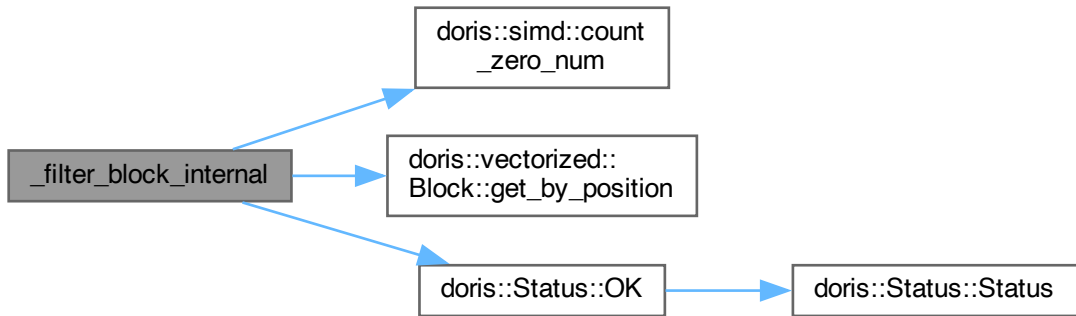 doris::simd::count
_zero_num
_filter_block_internal
doris::vectorized::
Block::get_by_position
doris::Status::OK
doris::Status::Status